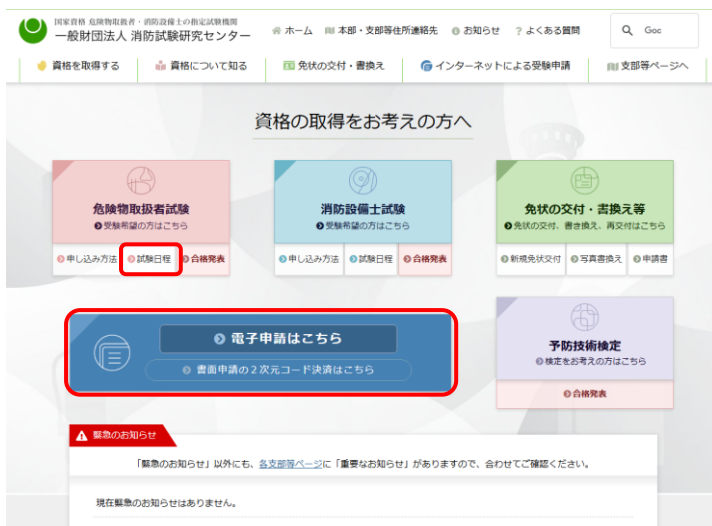 国家資格 危険物取扱者・消防設備士の指定試験機関
一般財団法人 消防試験研究センター
ホーム 本部・支部等住所連絡先 お知らせ ? よくある質問 Goc
資格を取得する 資格について知る 免状の交付・書換え インターネットによる受験申請 支部等ページへ
資格の取得をお考えの方へ
危険物取扱者試験
受験希望の方はこちら
申し込み方法 試験日程 合格発表
消防設備士試験
受験希望の方はこちら
申し込み方法 試験日程 合格発表
免状の交付・書換え等
免状の交付、書き換え、再交付はこちら
新規免状交付 写真書換え 申請書
電子申請はこちら
書面申請の2次元コード決済はこちら
予防技術検定
検定をお考えの方はこちら
合格発表
緊急のお知らせ
「緊急のお知らせ」以外にも、各支部等ページに「重要なお知らせ」がありますので、合わせてご確認ください。
現在緊急のお知らせはありません。